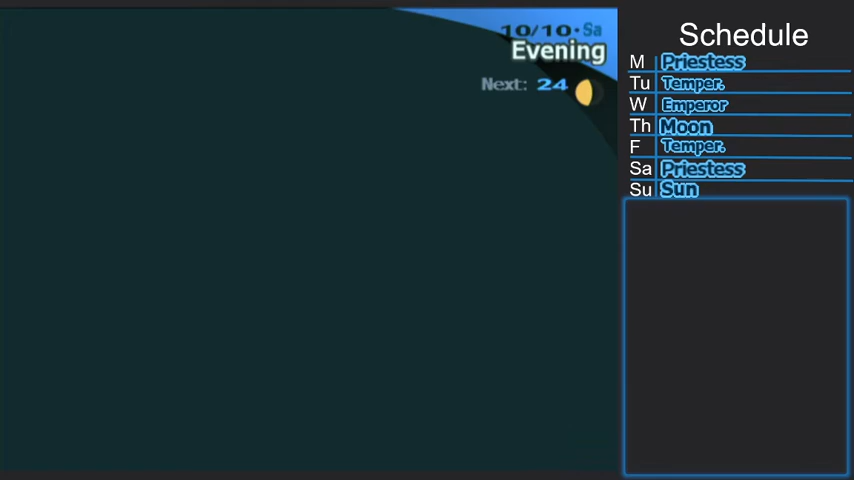 10/10·Sa
Evening
Next: 24
Schedule
M Priestess
Tu Temper.
W Emperor
Th Moon
F Temper.
Sa Priestess
Su Sun